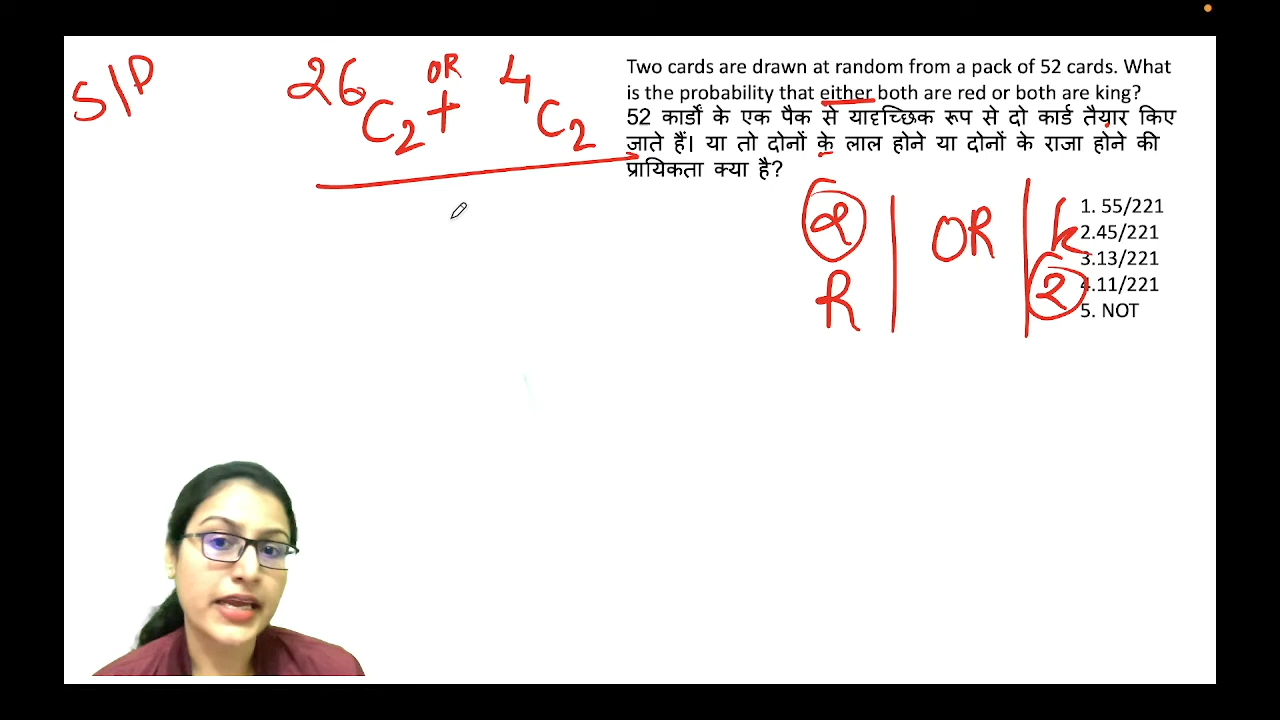 S/P
26C2 OR + 4C2
Two cards are drawn at random from a pack of 52 cards. What
is the probability that either both are red or both are king?
52 कार्डों के एक पैक से यादृच्छिक रूप से दो कार्ड तैयार किए
जाते हैं। या तो दोनों के लाल होने या दोनों के राजा होने की
प्रायिकता क्या है?
2 R | OR | K 2
1. 55/221
2.45/221
3.13/221
4.11/221
5. NOT